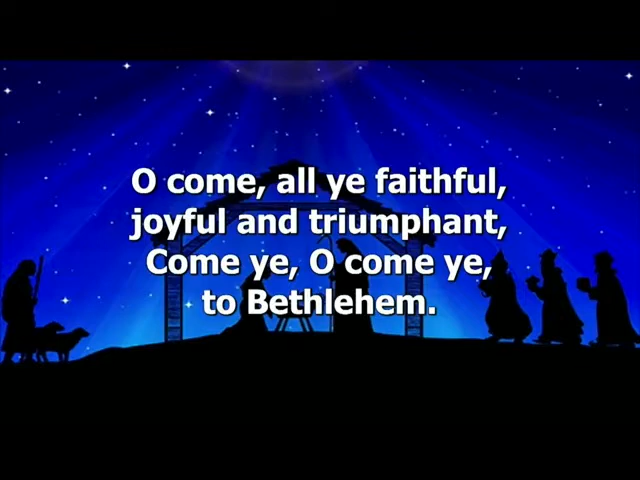 O come, all ye faithful,
joyful and triumphant,
Come ye, O come ye,
to Bethlehem.